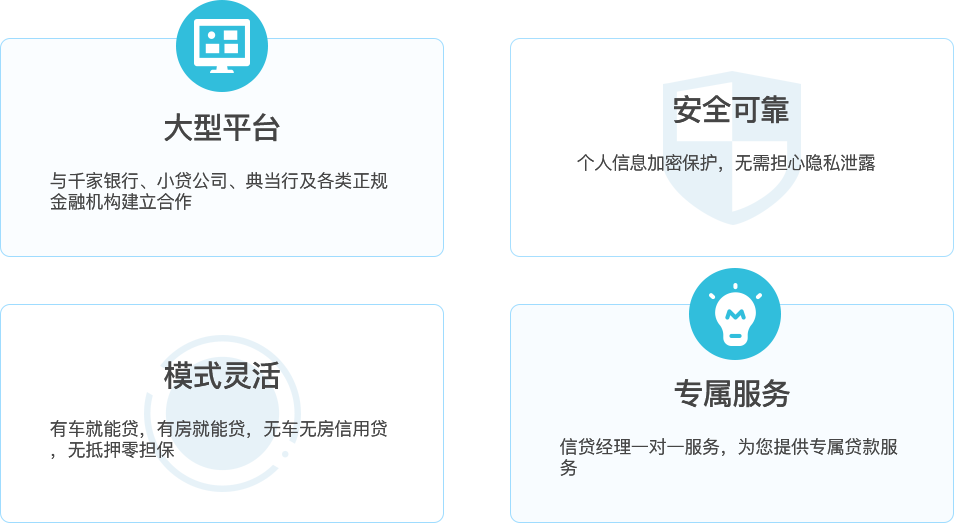 大型平台
与千家银行、小贷公司、典当行及各类正规
金融机构建立合作
安全可靠
个人信息加密保护，无需担心隐私泄露
模式灵活
有车就能贷，有房就能贷，无车无房信用贷
，无抵押零担保
专属服务
信贷经理一对一服务，为您提供专属贷款服
务